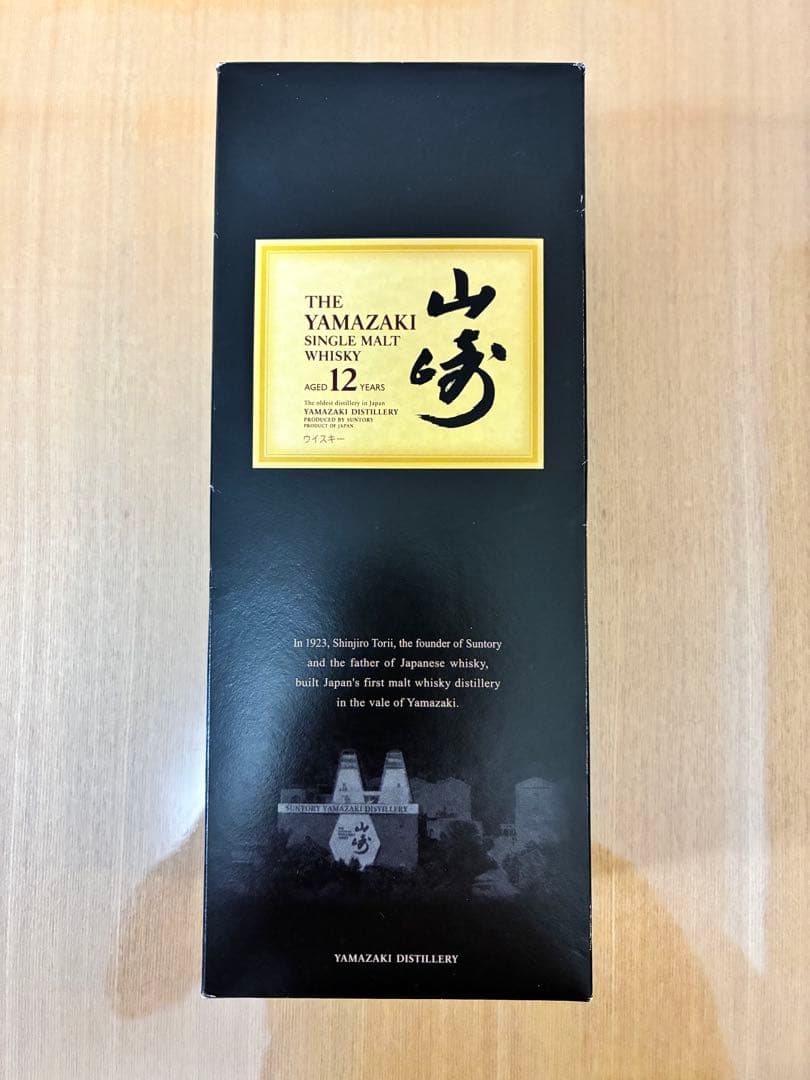 THE
YAMAZAKI
SINGLE MALT
WHISKY
AGED 12 YEARS
The oldest distillery in Japan
YAMAZAKI DISTILLERY
PRODUCED BY SUNTORY
PRODUCT OF JAPAN
ウイスキー
山崎
In 1923, Shinjiro Torii, the founder of Suntory
and the father of Japanese whisky,
built Japan's first malt whisky distillery
in the vale of Yamazaki.
SUNTORY YAMAZAKI DISTILLERY
山崎
YAMAZAKI DISTILLERY